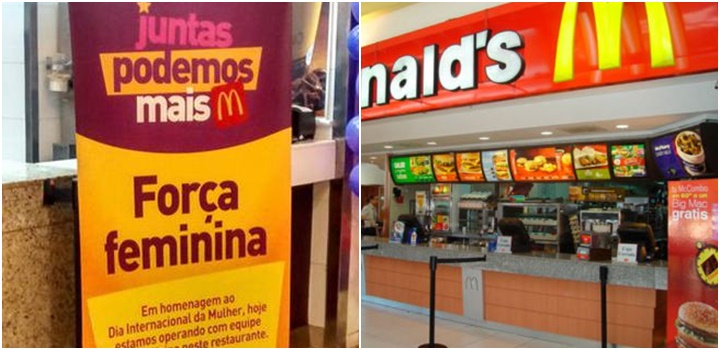 juntas
podemos
mais
Força
feminina
Em homenagem ao
Dia Internacional da Mulher, hoje
estamos operando com equipe
neste restaurante.
nald's
Big Mac
gratis